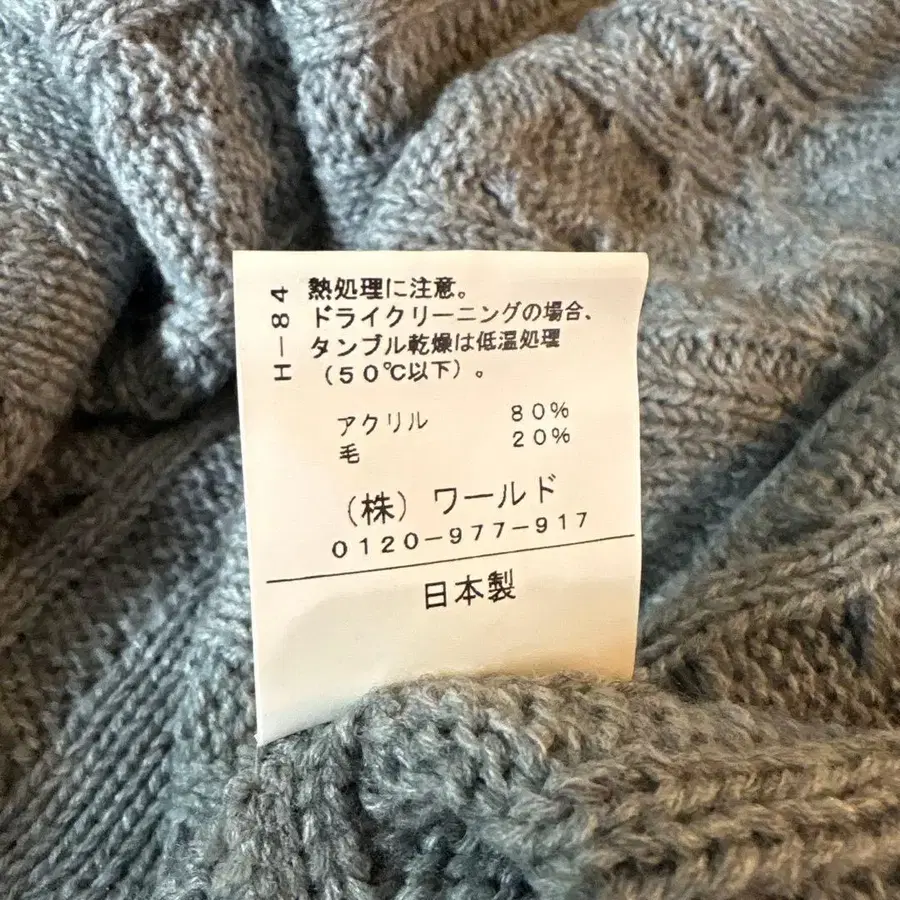 H－84
熱処理に注意。
ドライクリーニングの場合、
タンブル乾燥は低温処理
（50℃以下）。
アクリル 80%
毛 20%
（株）ワールド
0120-977-917
日本製